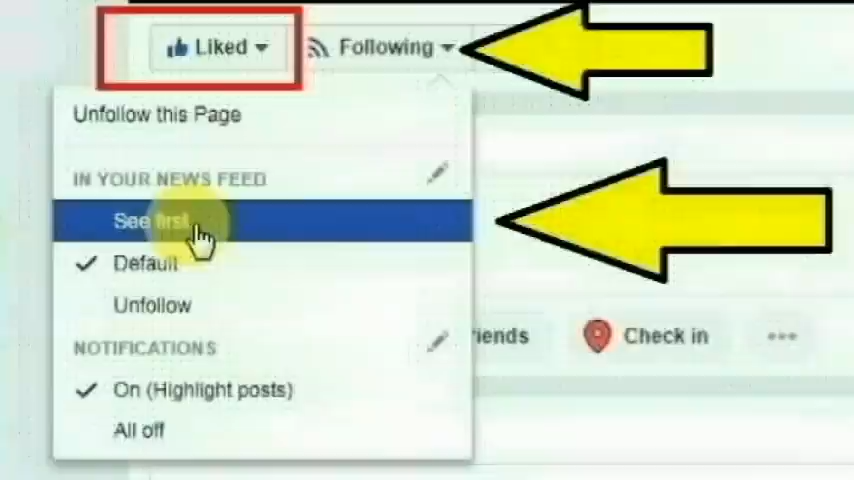 Liked Following
Unfollow this Page
IN YOUR NEWS FEED
See first
Default
Unfollow
NOTIFICATIONS
riends Check in
On (Highlight posts)
All off